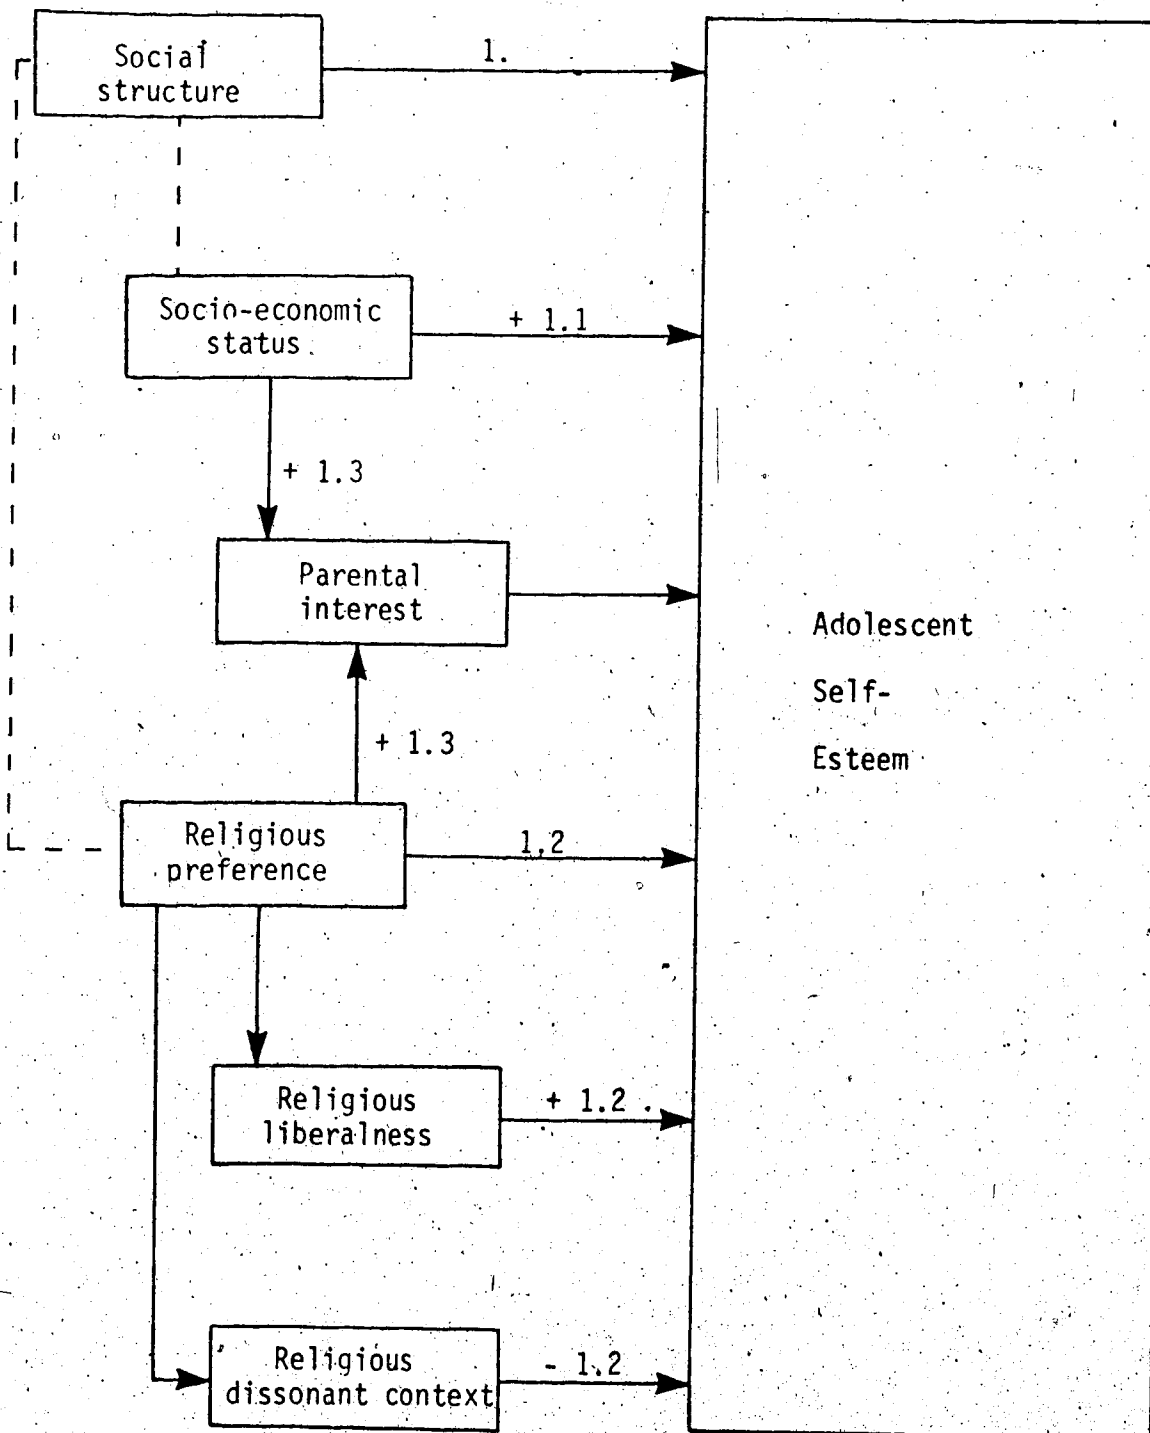 Social
structure
1.
Socio-economic
status
+ 1.1
+ 1.3
Parental
interest
Adolescent
Self-
Esteem
+ 1.3
Religious
preference
1.2
Religious
liberalness
+ 1.2
Religious
dissonant context
- 1.2